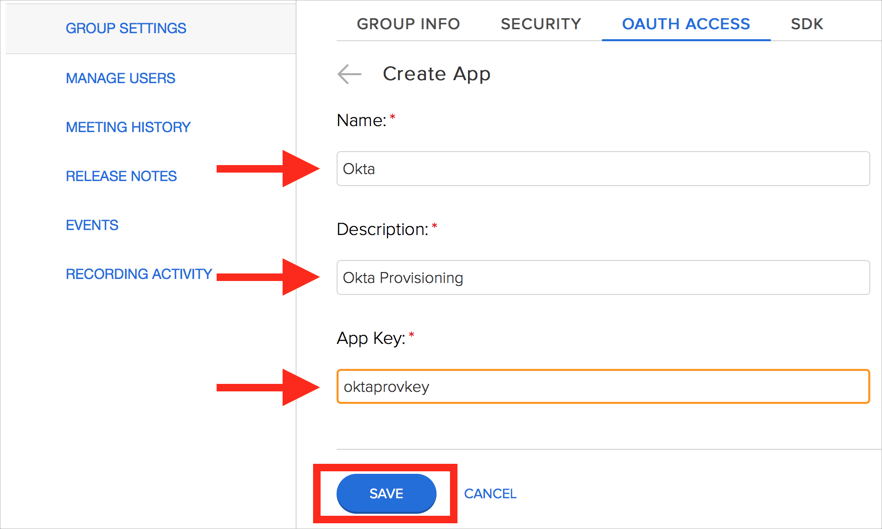 GROUP SETTINGS
MANAGE USERS
MEETING HISTORY
RELEASE NOTES
EVENTS
RECORDING ACTIVITY
GROUP INFO SECURITY OAUTH ACCESS SDK
Create App
Name: *
Okta
Description: *
Okta Provisioning
App Key: *
oktaprovkey
SAVE CANCEL